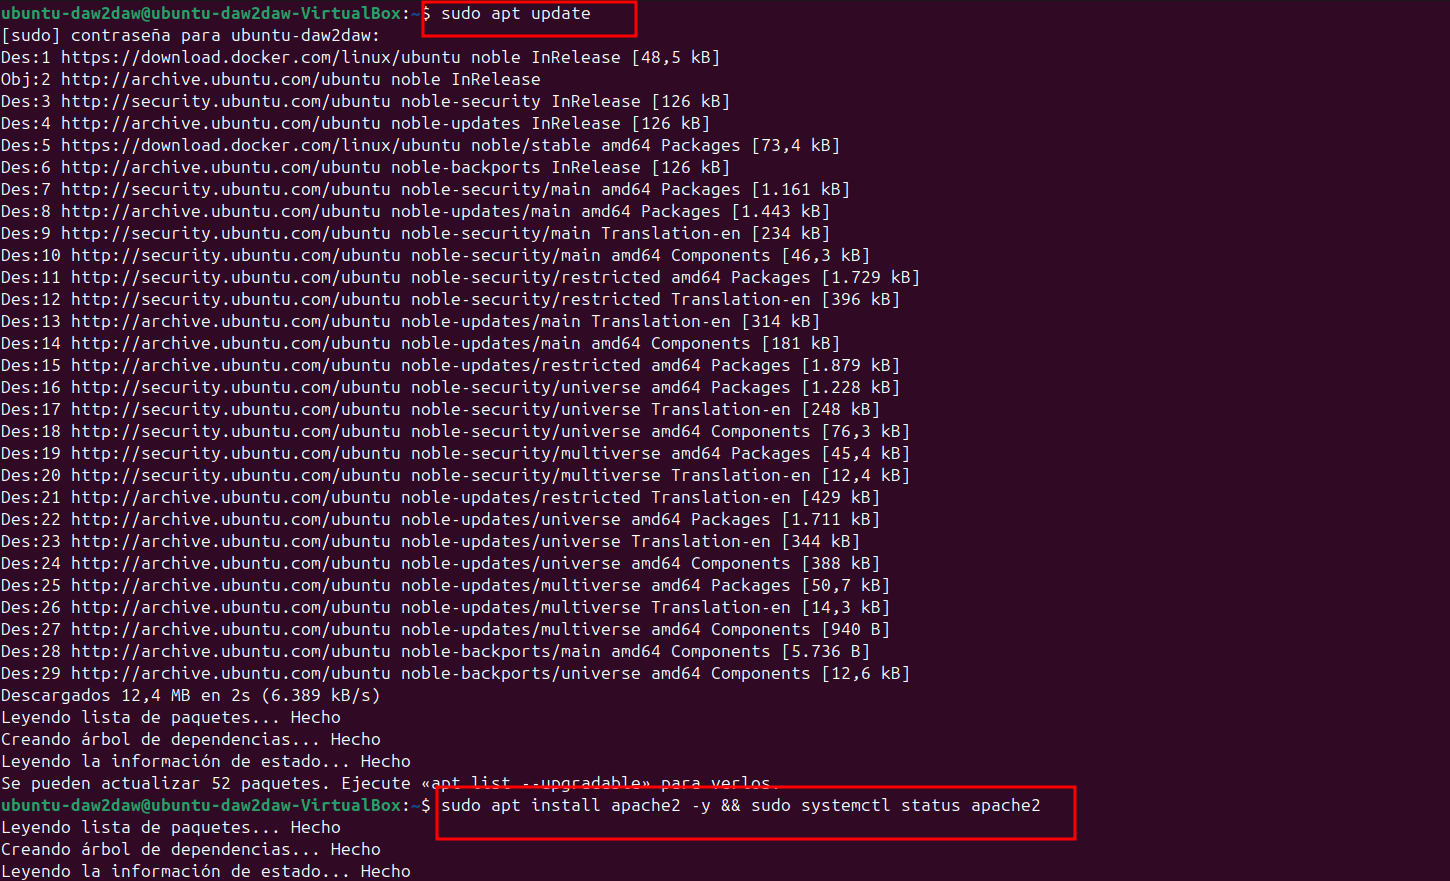 ubuntu-daw2daw@ubuntu-daw2daw-VirtualBox:~$ sudo apt update
[sudo] contraseña para ubuntu-daw2daw:
Des:1 https://download.docker.com/linux/ubuntu noble InRelease [48,5 kB]
Obj:2 http://archive.ubuntu.com/ubuntu noble InRelease
Des:3 http://security.ubuntu.com/ubuntu noble-security InRelease [126 kB]
Des:4 http://archive.ubuntu.com/ubuntu noble-updates InRelease [126 kB]
Des:5 https://download.docker.com/linux/ubuntu noble/stable amd64 Packages [73,4 kB]
Des:6 http://archive.ubuntu.com/ubuntu noble-backports InRelease [126 kB]
Des:7 http://security.ubuntu.com/ubuntu noble-security/main amd64 Packages [1.161 kB]
Des:8 http://archive.ubuntu.com/ubuntu noble-updates/main amd64 Packages [1.443 kB]
Des:9 http://security.ubuntu.com/ubuntu noble-security/main Translation-en [234 kB]
Des:10 http://security.ubuntu.com/ubuntu noble-security/main amd64 Components [46,3 kB]
Des:11 http://security.ubuntu.com/ubuntu noble-security/restricted amd64 Packages [1.729 kB]
Des:12 http://security.ubuntu.com/ubuntu noble-security/restricted Translation-en [396 kB]
Des:13 http://archive.ubuntu.com/ubuntu noble-updates/main Translation-en [314 kB]
Des:14 http://archive.ubuntu.com/ubuntu noble-updates/main amd64 Components [181 kB]
Des:15 http://archive.ubuntu.com/ubuntu noble-updates/restricted amd64 Packages [1.879 kB]
Des:16 http://security.ubuntu.com/ubuntu noble-security/universe amd64 Packages [1.228 kB]
Des:17 http://security.ubuntu.com/ubuntu noble-security/universe Translation-en [248 kB]
Des:18 http://security.ubuntu.com/ubuntu noble-security/universe amd64 Components [76,3 kB]
Des:19 http://security.ubuntu.com/ubuntu noble-security/multiverse amd64 Packages [45,4 kB]
Des:20 http://security.ubuntu.com/ubuntu noble-security/multiverse Translation-en [12,4 kB]
Des:21 http://archive.ubuntu.com/ubuntu noble-updates/restricted Translation-en [429 kB]
Des:22 http://archive.ubuntu.com/ubuntu noble-updates/universe amd64 Packages [1.711 kB]
Des:23 http://archive.ubuntu.com/ubuntu noble-updates/universe Translation-en [344 kB]
Des:24 http://archive.ubuntu.com/ubuntu noble-updates/universe amd64 Components [388 kB]
Des:25 http://archive.ubuntu.com/ubuntu noble-updates/multiverse amd64 Packages [50,7 kB]
Des:26 http://archive.ubuntu.com/ubuntu noble-updates/multiverse Translation-en [14,3 kB]
Des:27 http://archive.ubuntu.com/ubuntu noble-updates/multiverse amd64 Components [940 B]
Des:28 http://archive.ubuntu.com/ubuntu noble-backports/main amd64 Components [5.736 B]
Des:29 http://archive.ubuntu.com/ubuntu noble-backports/universe amd64 Components [12,6 kB]
Descargados 12,4 MB en 2s (6.389 kB/s)
Leyendo lista de paquetes... Hecho
Creando árbol de dependencias... Hecho
Leyendo la información de estado... Hecho
Se pueden actualizar 52 paquetes. Ejecute «apt list --upgradable» para verlos.
ubuntu-daw2daw@ubuntu-daw2daw-VirtualBox:~$ sudo apt install apache2 -y && sudo systemctl status apache2
Leyendo lista de paquetes... Hecho
Creando árbol de dependencias... Hecho
Leyendo la información de estado... Hecho